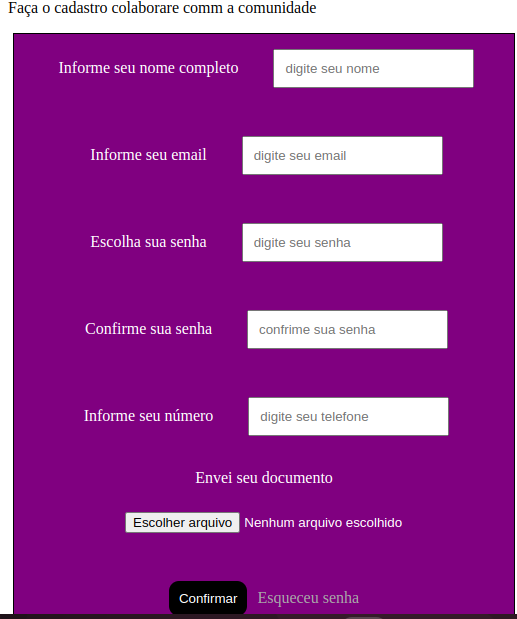 Faça o cadastro colaborare comm a comunidade
Informe seu nome completo digite seu nome
Informe seu email digite seu email
Escolha sua senha digite seu senha
Confirme sua senha confrime sua senha
Informe seu número digite seu telefone
Envei seu documento
Escolher arquivo Nenhum arquivo escolhido
Confirmar Esqueceu senha